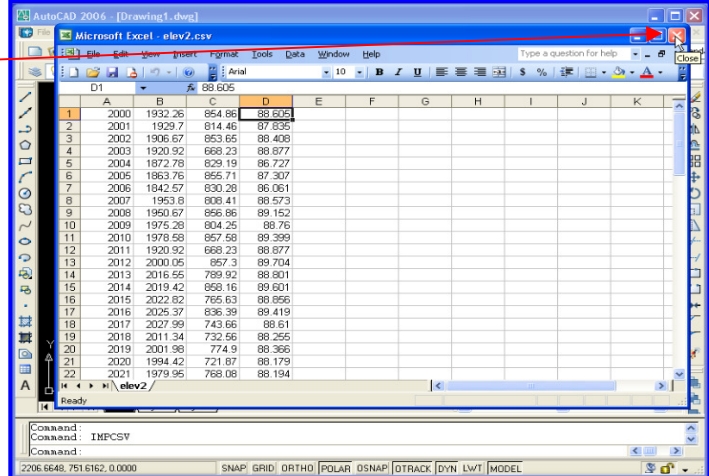 AutoCAD 2006 - [Drawing1.dwg]
File
Microsoft Excel - elev2.csv
Close
File Edit View Insert Format Tools Data Window Help Type a question for help
Arial 10 B I U $ %
D1 fx 88.605
A B C D E F G H I J K
1 2000 1932.26 854.86 88.605
2 2001 1929.7 814.46 87.835
3 2002 1906.67 853.65 88.408
4 2003 1920.92 668.23 88.877
5 2004 1872.78 829.19 86.727
6 2005 1863.76 855.71 87.307
7 2006 1842.57 830.28 86.061
8 2007 1953.8 808.41 88.573
9 2008 1950.67 856.86 89.152
10 2009 1975.28 804.25 88.76
11 2010 1978.58 857.58 89.399
12 2011 1920.92 668.23 88.877
13 2012 2000.05 857.3 89.704
14 2013 2016.55 789.92 88.801
15 2014 2019.42 858.16 89.601
16 2015 2022.82 765.63 88.856
17 2016 2025.37 836.39 89.419
18 2017 2027.99 743.66 88.61
19 2018 2011.34 732.56 88.255
20 2019 2001.98 774.9 88.366
21 2020 1994.42 721.87 88.179
22 2021 1979.95 768.08 88.194
elev2
Ready
A
Y
Command:
Command: IMPCSV
Command:
2206.6648, 751.6162, 0.0000 SNAP GRID ORTHO POLAR OSNAP OTRACK DYN LWT MODEL